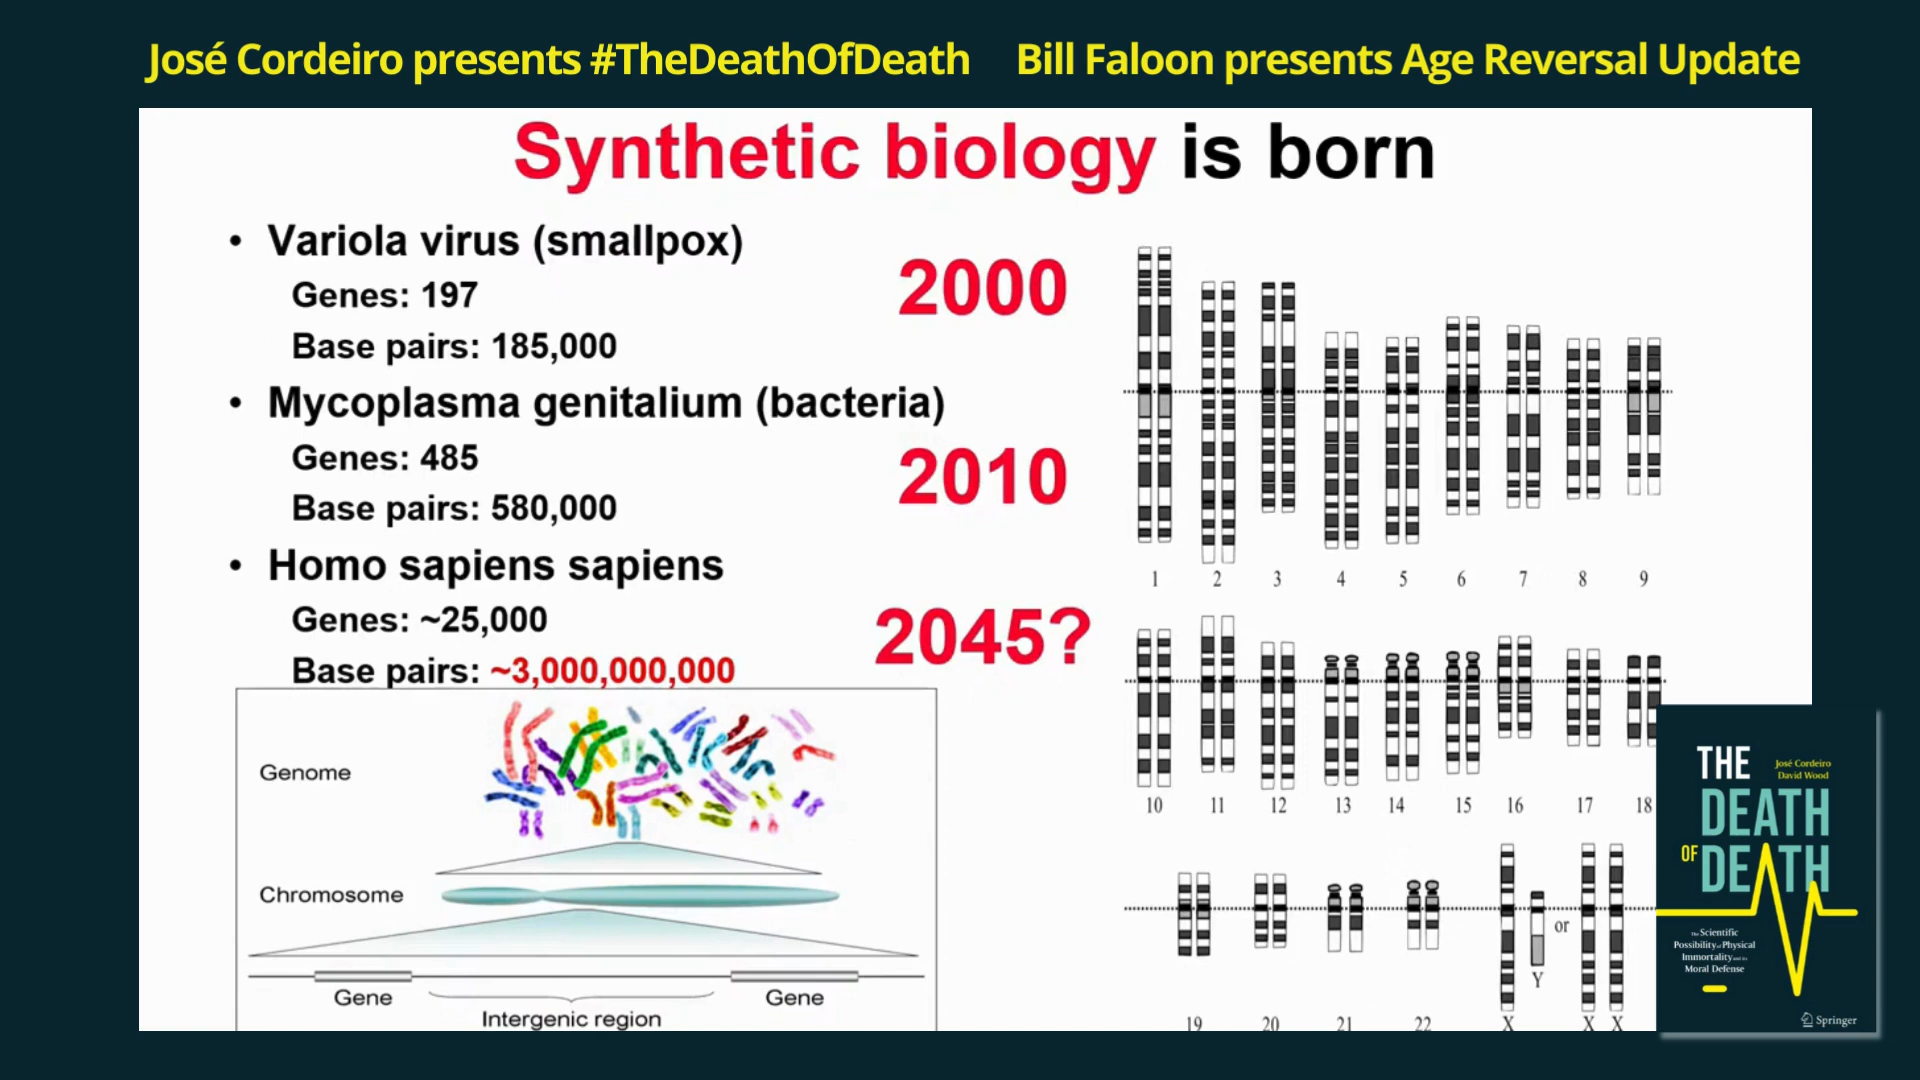 José Cordeiro presents #TheDeathOfDeath
Bill Faloon presents Age Reversal Update
Synthetic biology is born
• Variola virus (smallpox)
Genes: 197
Base pairs: 185,000
2000
• Mycoplasma genitalium (bacteria)
Genes: 485
Base pairs: 580,000
2010
• Homo sapiens sapiens
Genes: ~25,000
Base pairs: ~3,000,000,000
2045?
Genome
Chromosome
Gene
Gene
Intergenic region
1 2 3 4 5 6 7 8 9
10 11 12 13 14 15 16 17 18
or
Y
19 20 21 22 X X X
THE
José Cordeiro
David Wood
DEATH
OF
DEATH
The Scientific
Possibility of Physical
Immortality and its
Moral Defense
Springer